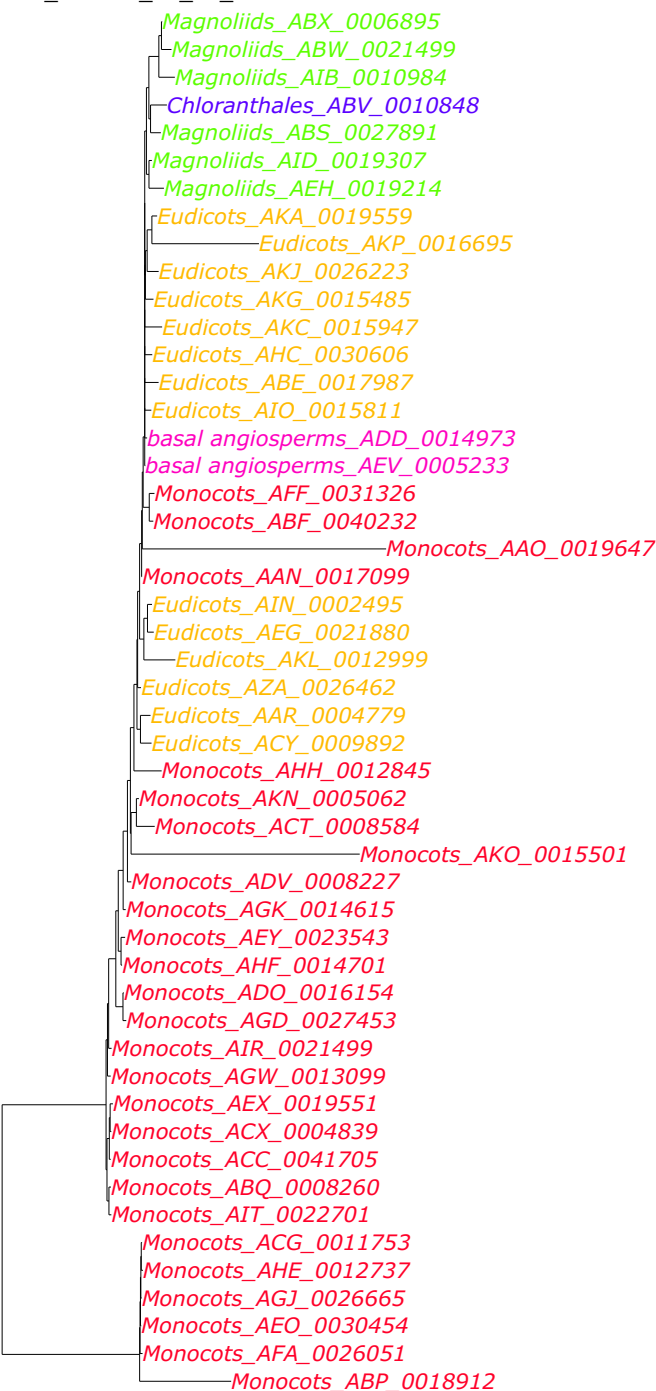 Magnoliids_ABX_0006895
Magnoliids_ABW_0021499
Magnoliids_AIB_0010984
Chloranthales_ABV_0010848
Magnoliids_ABS_0027891
Magnoliids_AID_0019307
Magnoliids_AEH_0019214
Eudicots_AKA_0019559
Eudicots_AKP_0016695
Eudicots_AKJ_0026223
Eudicots_AKG_0015485
Eudicots_AKC_0015947
Eudicots_AHC_0030606
Eudicots_ABE_0017987
Eudicots_AIO_0015811
basal angiosperms_ADD_0014973
basal angiosperms_AEV_0005233
Monocots_AFF_0031326
Monocots_ABF_0040232
Monocots_AAO_0019647
Monocots_AAN_0017099
Eudicots_AIN_0002495
Eudicots_AEG_0021880
Eudicots_AKL_0012999
Eudicots_AZA_0026462
Eudicots_AAR_0004779
Eudicots_ACY_0009892
Monocots_AHH_0012845
Monocots_AKN_0005062
Monocots_ACT_0008584
Monocots_AKO_0015501
Monocots_ADV_0008227
Monocots_AGK_0014615
Monocots_AEY_0023543
Monocots_AHF_0014701
Monocots_ADO_0016154
Monocots_AGD_0027453
Monocots_AIR_0021499
Monocots_AGW_0013099
Monocots_AEX_0019551
Monocots_ACX_0004839
Monocots_ACC_0041705
Monocots_ABQ_0008260
Monocots_AIT_0022701
Monocots_ACG_0011753
Monocots_AHE_0012737
Monocots_AGJ_0026665
Monocots_AEO_0030454
Monocots_AFA_0026051
Monocots_ABP_0018912